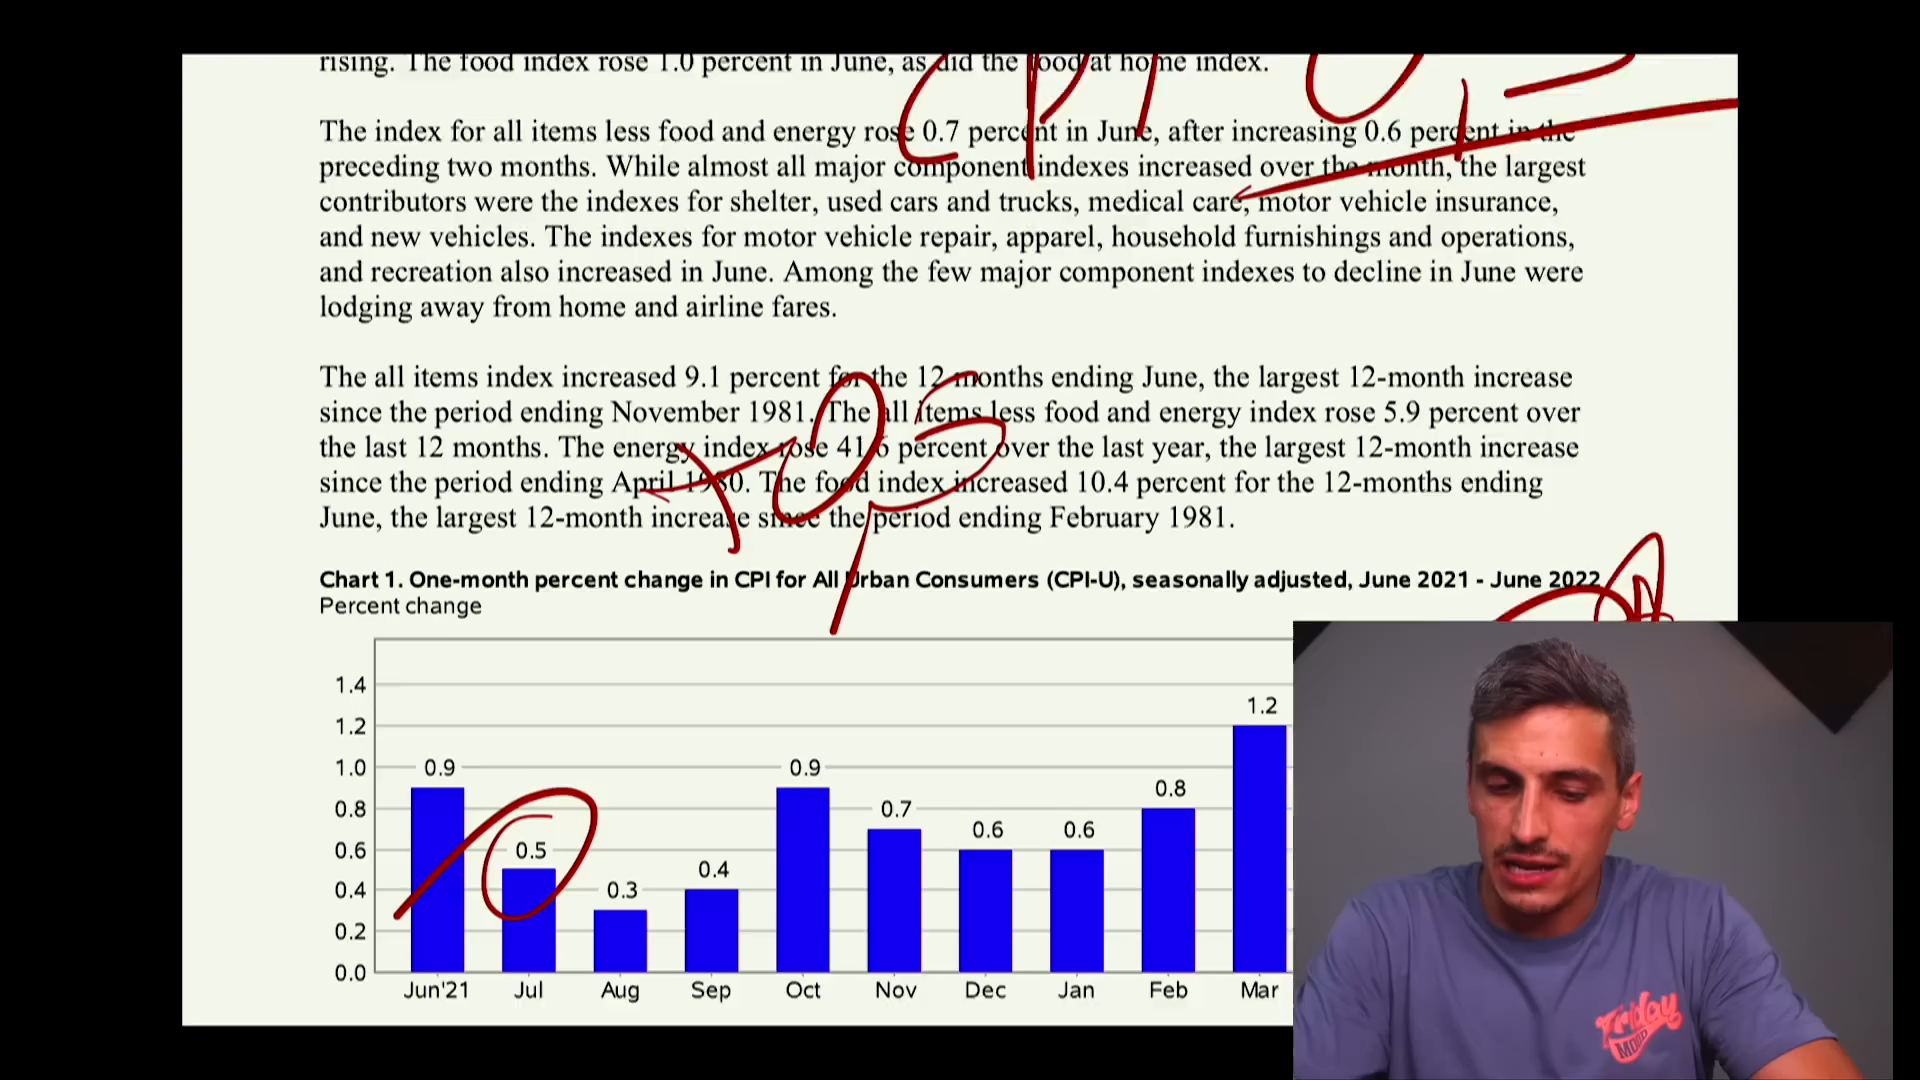 rising. The food index rose 1.0 percent in June, as did the food at home index.
The index for all items less food and energy rose 0.7 percent in June, after increasing 0.6 percent in the
preceding two months. While almost all major component indexes increased over the month, the largest
contributors were the indexes for shelter, used cars and trucks, medical care, motor vehicle insurance,
and new vehicles. The indexes for motor vehicle repair, apparel, household furnishings and operations,
and recreation also increased in June. Among the few major component indexes to decline in June were
lodging away from home and airline fares.
The all items index increased 9.1 percent for the 12 months ending June, the largest 12-month increase
since the period ending November 1981. The all items less food and energy index rose 5.9 percent over
the last 12 months. The energy index rose 41.6 percent over the last year, the largest 12-month increase
since the period ending April 1980. The food index increased 10.4 percent for the 12-months ending
June, the largest 12-month increase since the period ending February 1981.
0,5
Chart 1. One-month percent change in CPI for All Urban Consumers (CPI-U), seasonally adjusted, June 2021 - June 2022
Percent change
1.4
1.2
1.0
0.8
0.6
0.4
0.2
0.0
0.9
0.5
0.3
0.4
0.9
0.7
0.6
0.6
0.8
1.2
Jun'21 Jul Aug Sep Oct Nov Dec Jan Feb Mar
Friday
MOOD